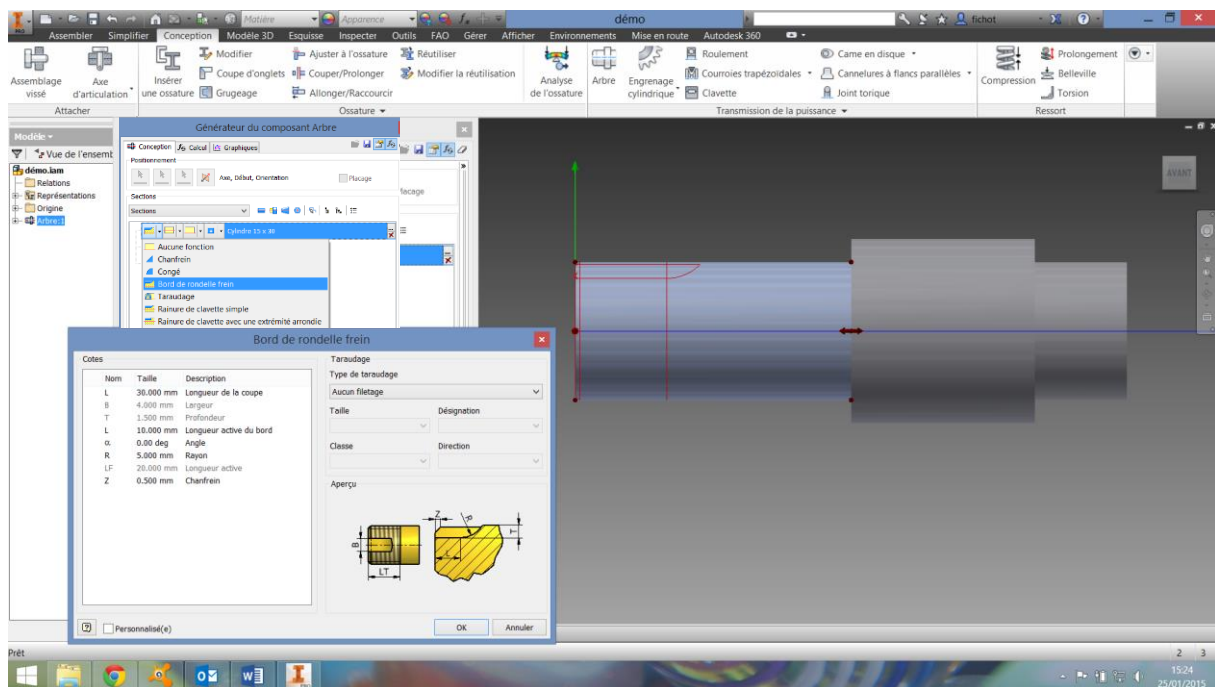 Matière Apparence démo fichot
PRO Assembler Simplifier Conception Modèle 3D Esquisse Inspecter Outils FAO Gérer Afficher Environnements Mise en route Autodesk 360
Assemblage vissé
Axe d'articulation
Attacher
Insérer une ossature
Modifier
Coupe d'onglets
Grugeage
Ajuster à l'ossature
Couper/Prolonger
Allonger/Raccourcir
Réutiliser
Modifier la réutilisation
Ossature
Analyse de l'ossature
Arbre
Engrenage cylindrique
Roulement
Courroies trapézoïdales
Clavette
Came en disque
Cannelures à flancs parallèles
Joint torique
Transmission de la puissance
Compression
Prolongement
Belleville
Torsion
Ressort
Modèle
Vue de l'ensemt
démo.iam
Relations
Représentations
Origine
Arbre:1
Générateur du composant Arbre
Conception Calcul Graphiques
Positionnement
Axe, Début, Orientation Placage
Sections
Sections
Cylindre 15 x 30
Aucune fonction
Chanfrein
Congé
Bord de rondelle frein
Taraudage
Rainure de clavette simple
Rainure de clavette avec une extrémité arrondie
lacage
AVANT
Bord de rondelle frein
Cotes
Nom Taille Description
L 30.000 mm Longueur de la coupe
B 4.000 mm Largeur
T 1.500 mm Profondeur
L 10.000 mm Longueur active du bord
α 0.00 deg Angle
R 5.000 mm Rayon
LF 20.000 mm Longueur active
Z 0.500 mm Chanfrein
Personnalisé(e)
Taraudage
Type de taraudage
Aucun filetage
Taille Désignation
Classe Direction
Aperçu
B LT Z R L T
OK Annuler
Prêt 2 3
15:24
25/01/2015